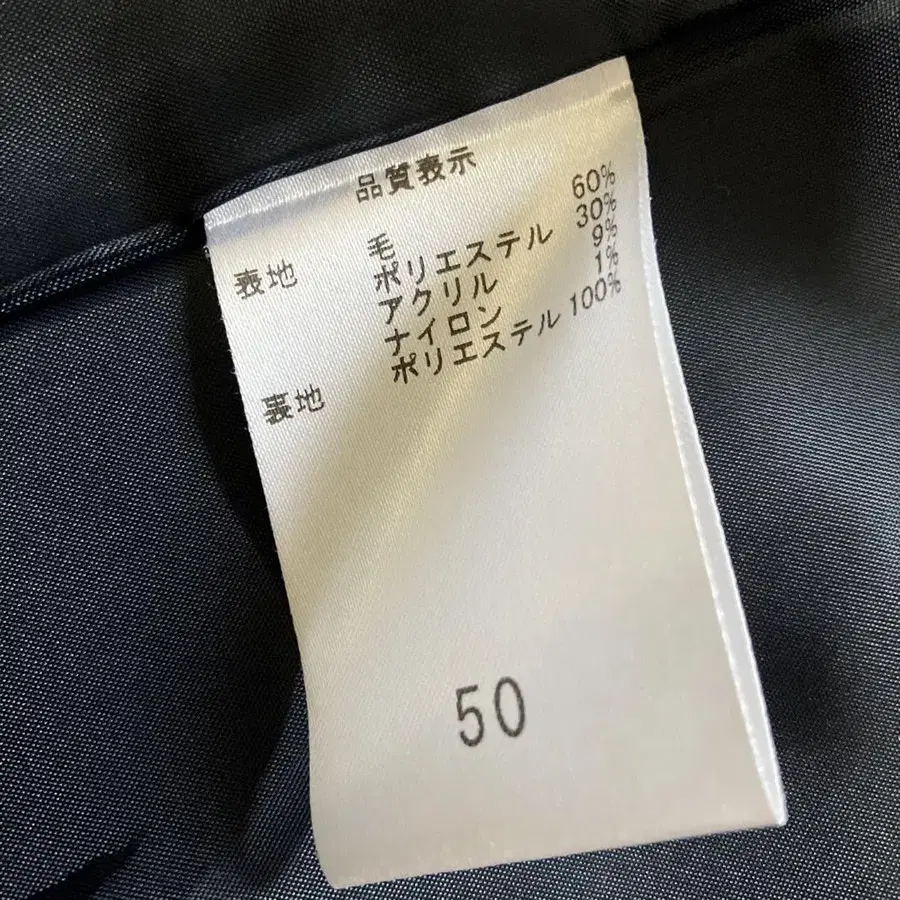 品質表示
表地 毛 60%
ポリエステル 30%
アクリル 9%
ナイロン 1%
裏地 ポリエステル 100%
50